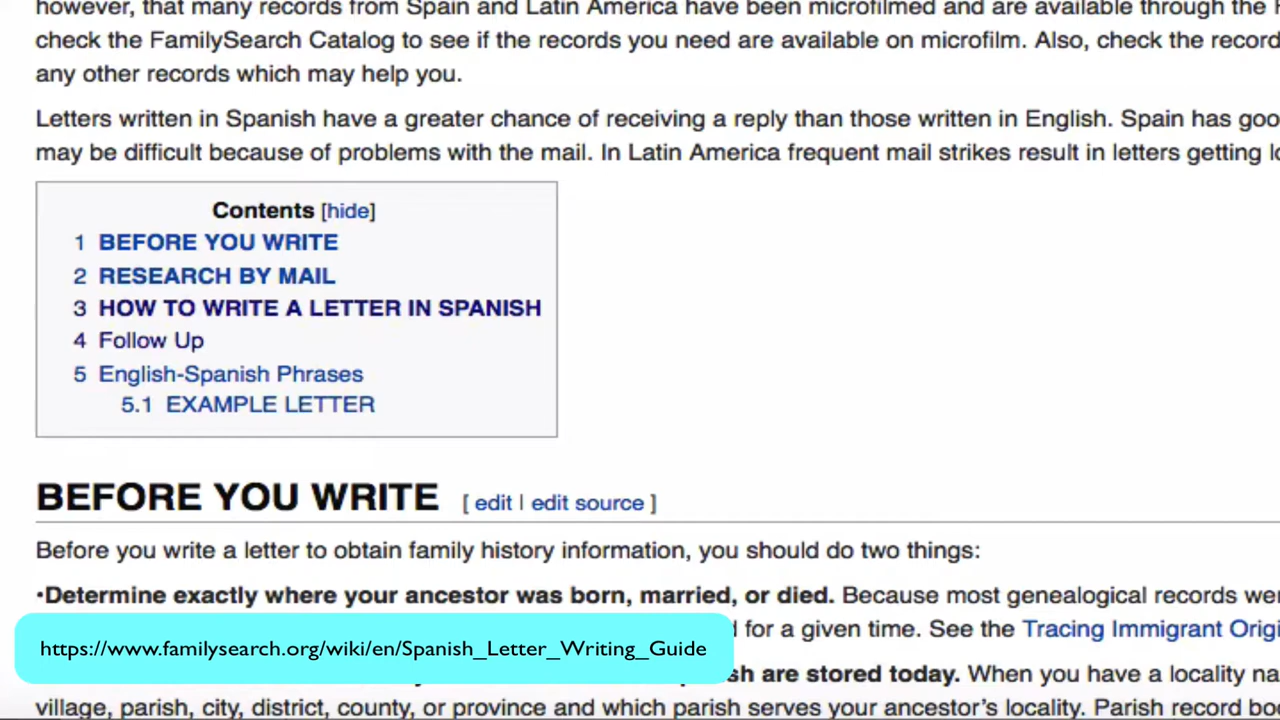 however, that many records from Spain and Latin America have been microfilmed and are available through the
check the FamilySearch Catalog to see if the records you need are available on microfilm. Also, check the record
any other records which may help you.
Letters written in Spanish have a greater chance of receiving a reply than those written in English. Spain has goo
may be difficult because of problems with the mail. In Latin America frequent mail strikes result in letters getting lo
Contents [hide]
1 BEFORE YOU WRITE
2 RESEARCH BY MAIL
3 HOW TO WRITE A LETTER IN SPANISH
4 Follow Up
5 English-Spanish Phrases
5.1 EXAMPLE LETTER
BEFORE YOU WRITE [ edit | edit source ]
Before you write a letter to obtain family history information, you should do two things:
•Determine exactly where your ancestor was born, married, or died. Because most genealogical records wer
for a given time. See the Tracing Immigrant Origi
https://www.familysearch.org/wiki/en/Spanish_Letter_Writing_Guide
are stored today. When you have a locality na
village, parish, city, district, county, or province and which parish serves your ancestor's locality. Parish record boo